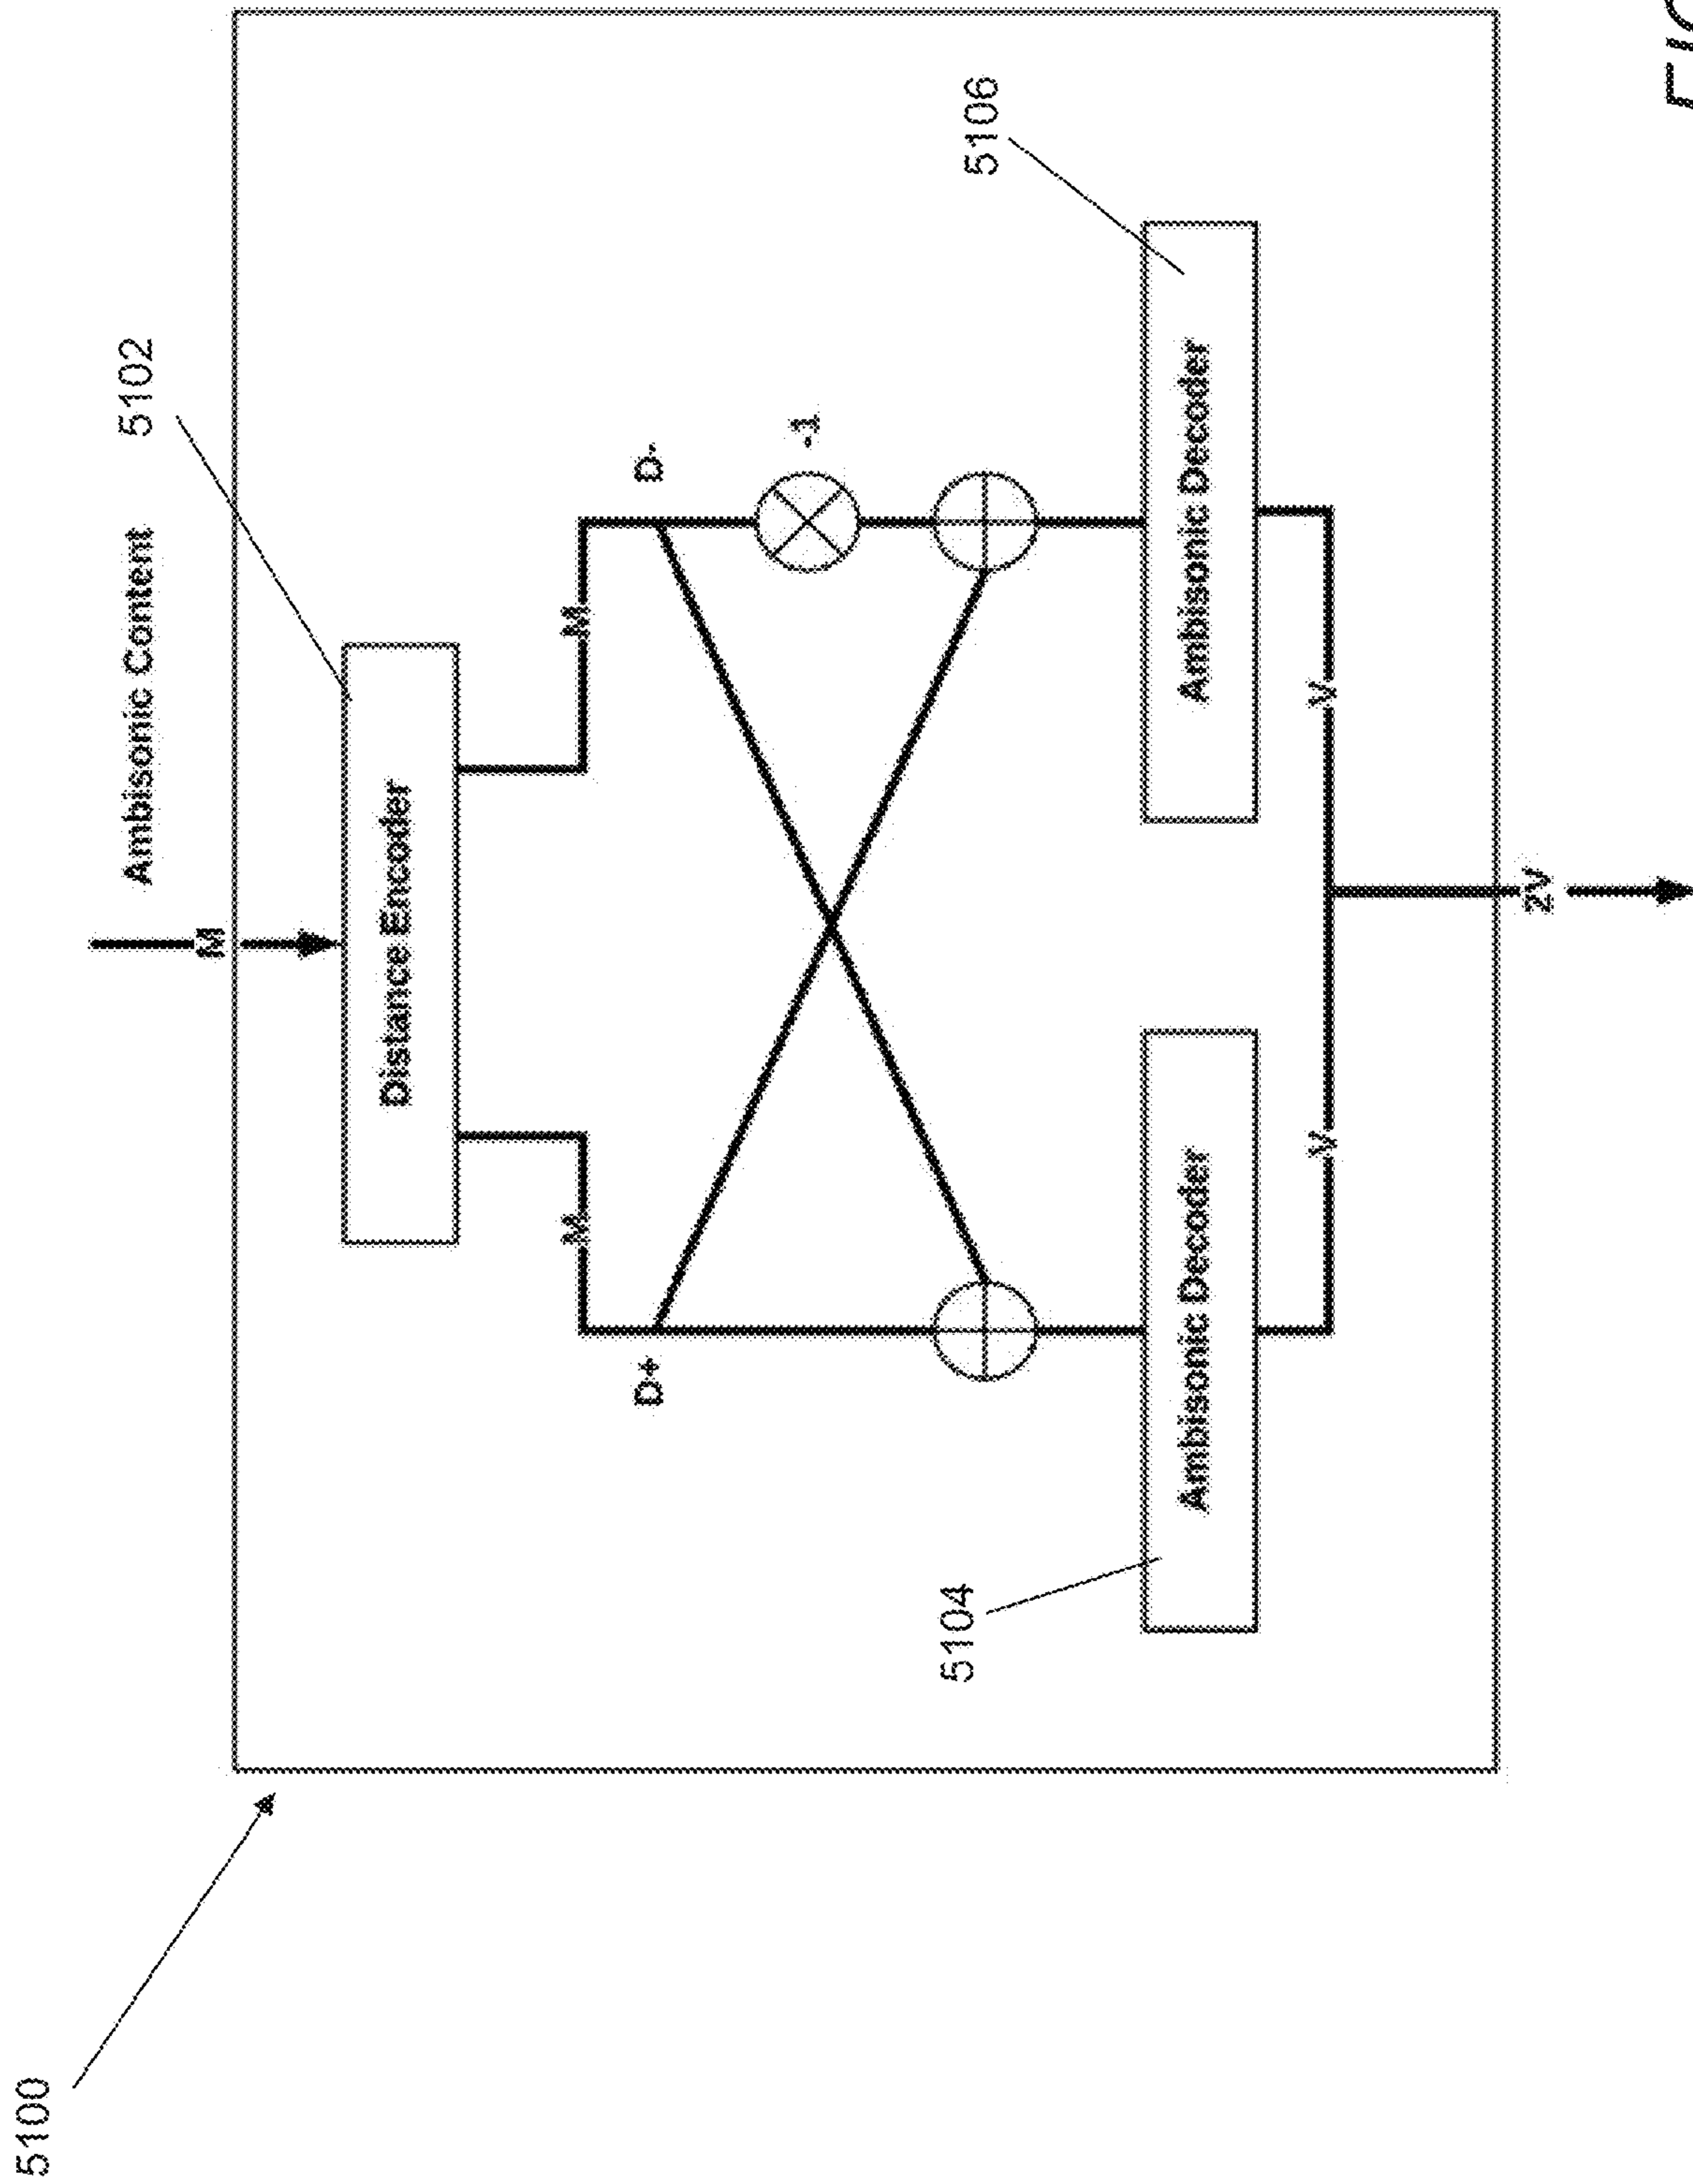 5100
Ambisonic Content
5102
M
Distance Encoder
M
M
D+
D-
-1
5104
5106
Ambisonic Decoder
Ambisonic Decoder
V
V
2V